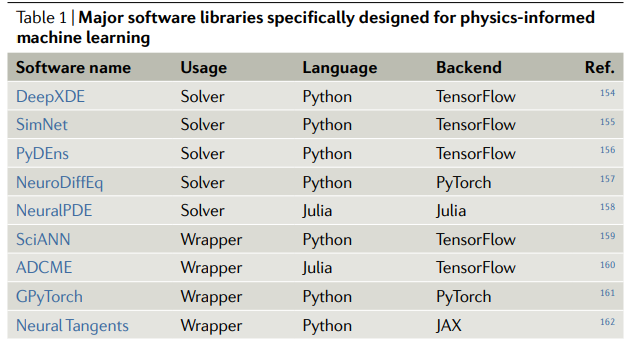 Table 1 | Major software libraries specifically designed for physics-informed
machine learning
Software name Usage Language Backend Ref.
DeepXDE Solver Python TensorFlow 154
SimNet Solver Python TensorFlow 155
PyDEns Solver Python TensorFlow 156
NeuroDiffEq Solver Python PyTorch 157
NeuralPDE Solver Julia Julia 158
SciANN Wrapper Python TensorFlow 159
ADCME Wrapper Julia TensorFlow 160
GPyTorch Wrapper Python PyTorch 161
Neural Tangents Wrapper Python JAX 162